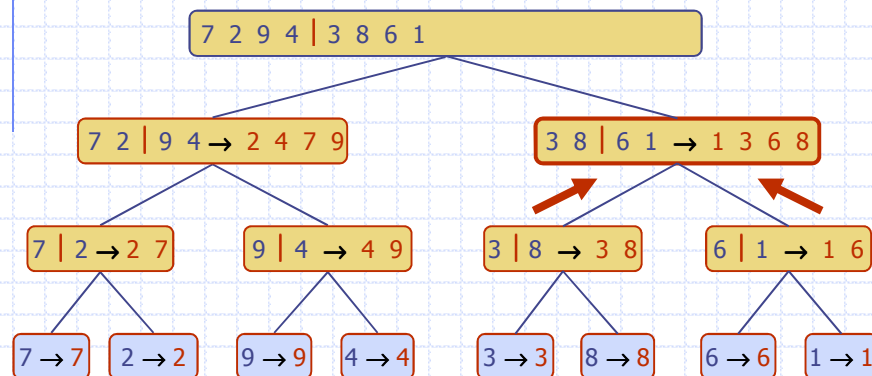 7 2 9 4 | 3 8 6 1
7 2 | 9 4 → 2 4 7 9
3 8 | 6 1 → 1 3 6 8
7 | 2 → 2 7
9 | 4 → 4 9
3 | 8 → 3 8
6 | 1 → 1 6
7 → 7
2 → 2
9 → 9
4 → 4
3 → 3
8 → 8
6 → 6
1 → 1